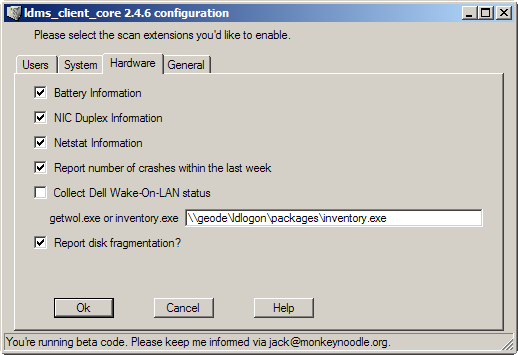 ldms_client_core 2.4.6 configuration
Please select the scan extensions you'd like to enable.
Users System Hardware General
Battery Information
NIC Duplex Information
Netstat Information
Report number of crashes within the last week
Collect Dell Wake-On-LAN status
getwol.exe or inventory.exe \\geode\ldlogon\packages\inventory.exe
Report disk fragmentation?
Ok Cancel Help
You're running beta code. Please keep me informed via jack@monkeynoodle.org.